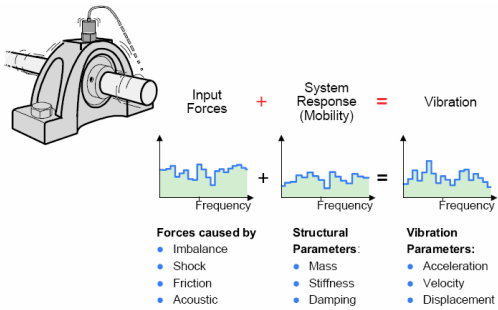 Input Forces + System Response (Mobility) = Vibration
+ =
Frequency Frequency Frequency
Forces caused by
• Imbalance
• Shock
• Friction
• Acoustic
Structural
Parameters:
• Mass
• Stiffness
• Damping
Vibration
Parameters:
• Acceleration
• Velocity
• Displacement